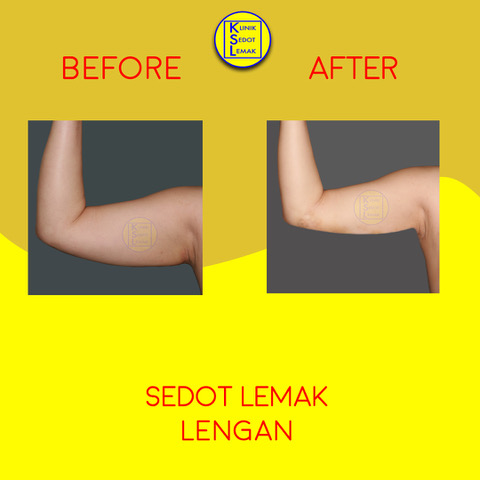 KLINIK
SEDOT
LEMAK
BEFORE
AFTER
SEDOT LEMAK
LENGAN